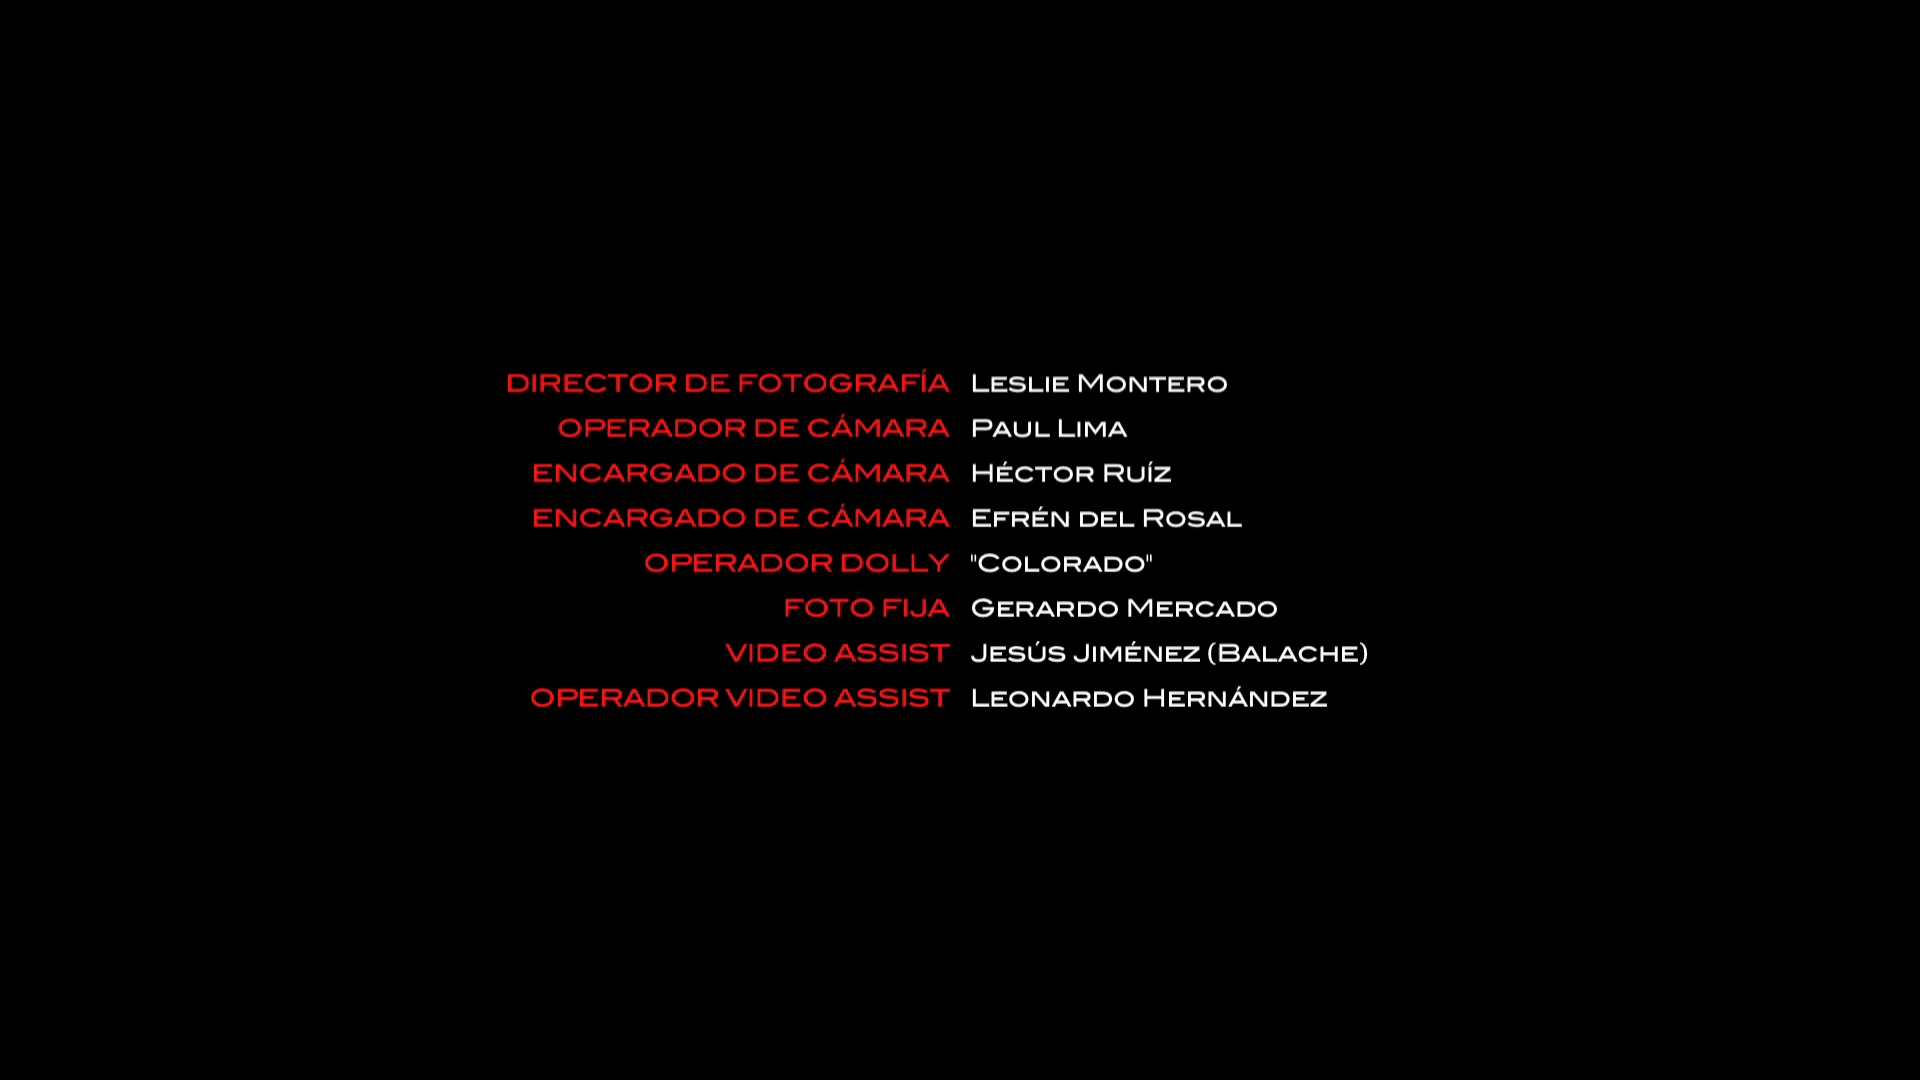 DIRECTOR DE FOTOGRAFÍA Leslie Montero
OPERADOR DE CÁMARA Paul Lima
ENCARGADO DE CÁMARA Héctor Ruíz
ENCARGADO DE CÁMARA Efrén del Rosal
OPERADOR DOLLY "Colorado"
FOTO FIJA Gerardo Mercado
VIDEO ASSIST Jesús Jiménez (Balache)
OPERADOR VIDEO ASSIST Leonardo Hernández